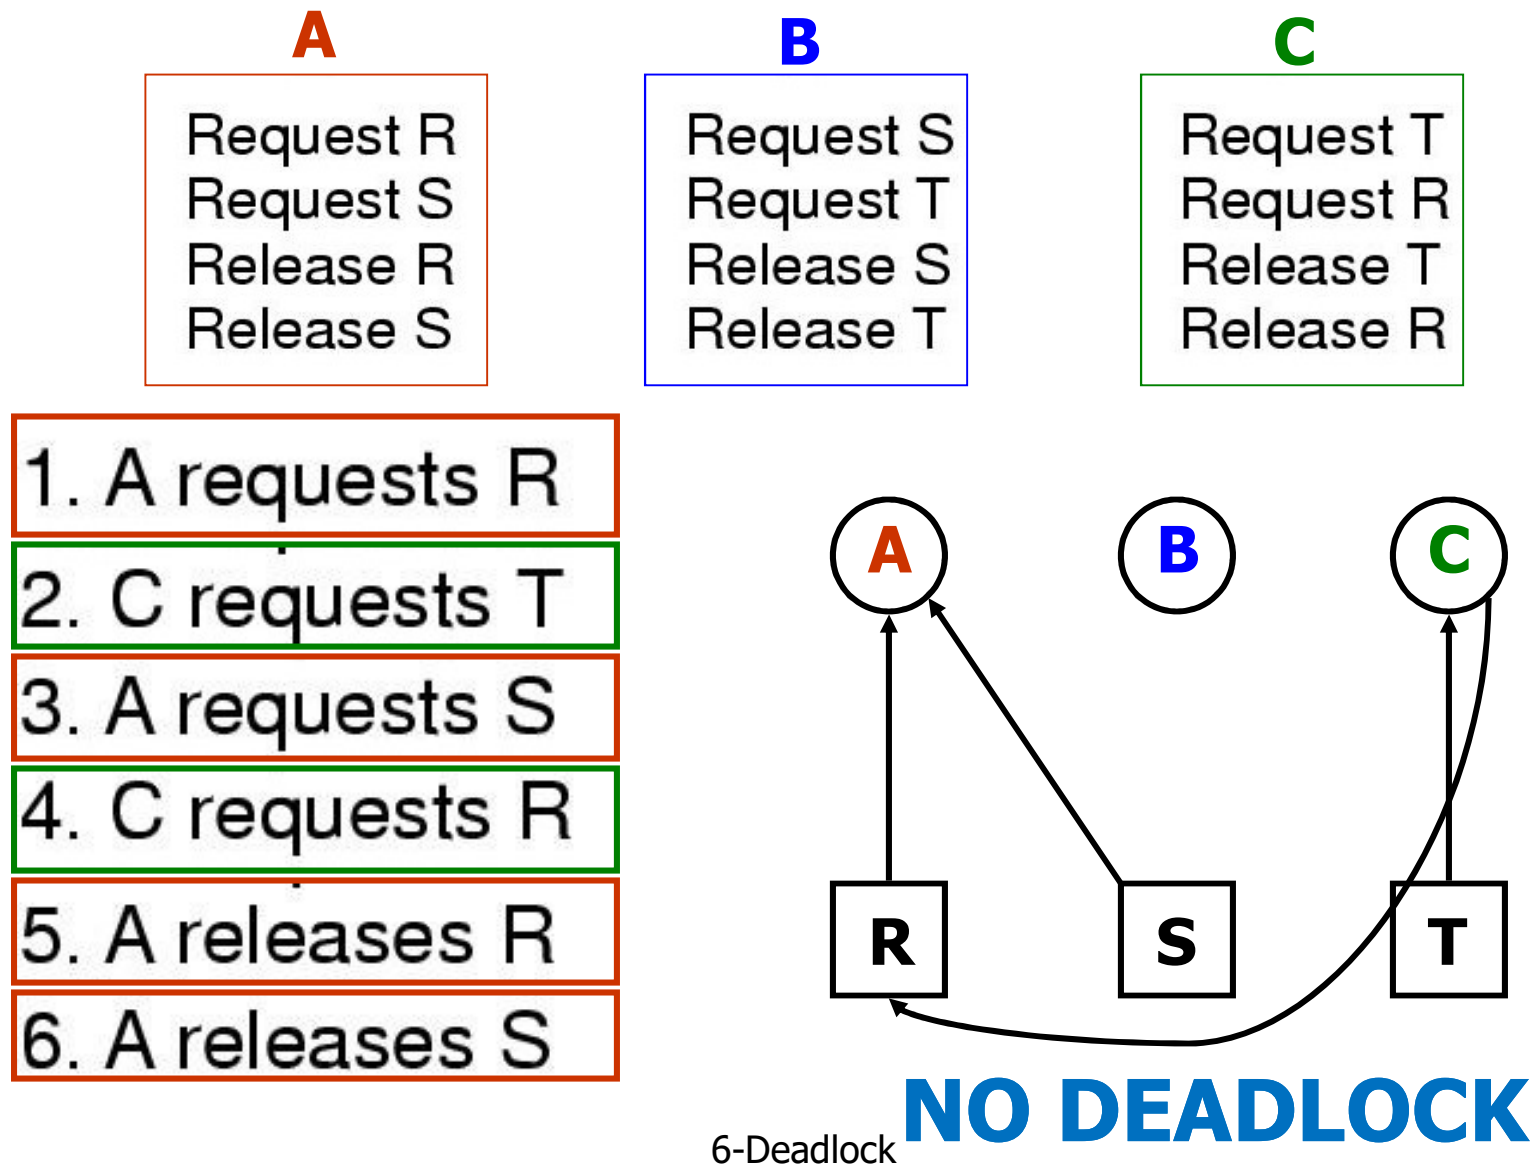 A
Request R
Request S
Release R
Release S
B
Request S
Request T
Release S
Release T
C
Request T
Request R
Release T
Release R
1. A requests R
2. C requests T
3. A requests S
4. C requests R
5. A releases R
6. A releases S
A B C
R S T
NO DEADLOCK
6-Deadlock